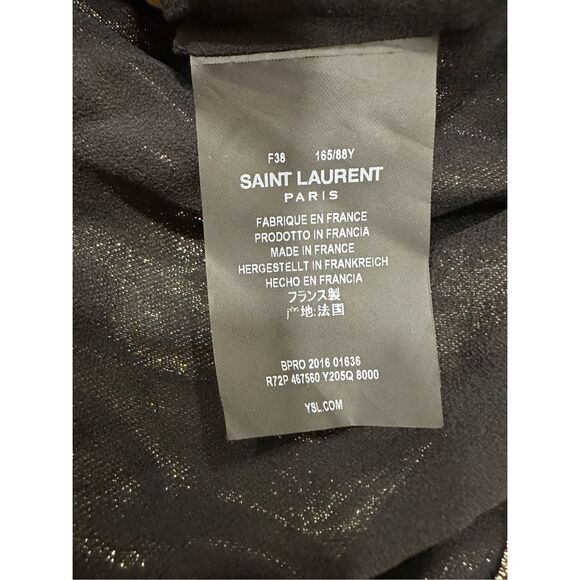 F38 165/88Y
SAINT LAURENT
PARIS
FABRIQUE EN FRANCE
PRODOTTO IN FRANCIA
MADE IN FRANCE
HERGESTELLT IN FRANKREICH
HECHO EN FRANCIA
フランス製
产地:法国
BPRO 2016 01636
R72P 467560 Y205Q 8000
YSL.COM